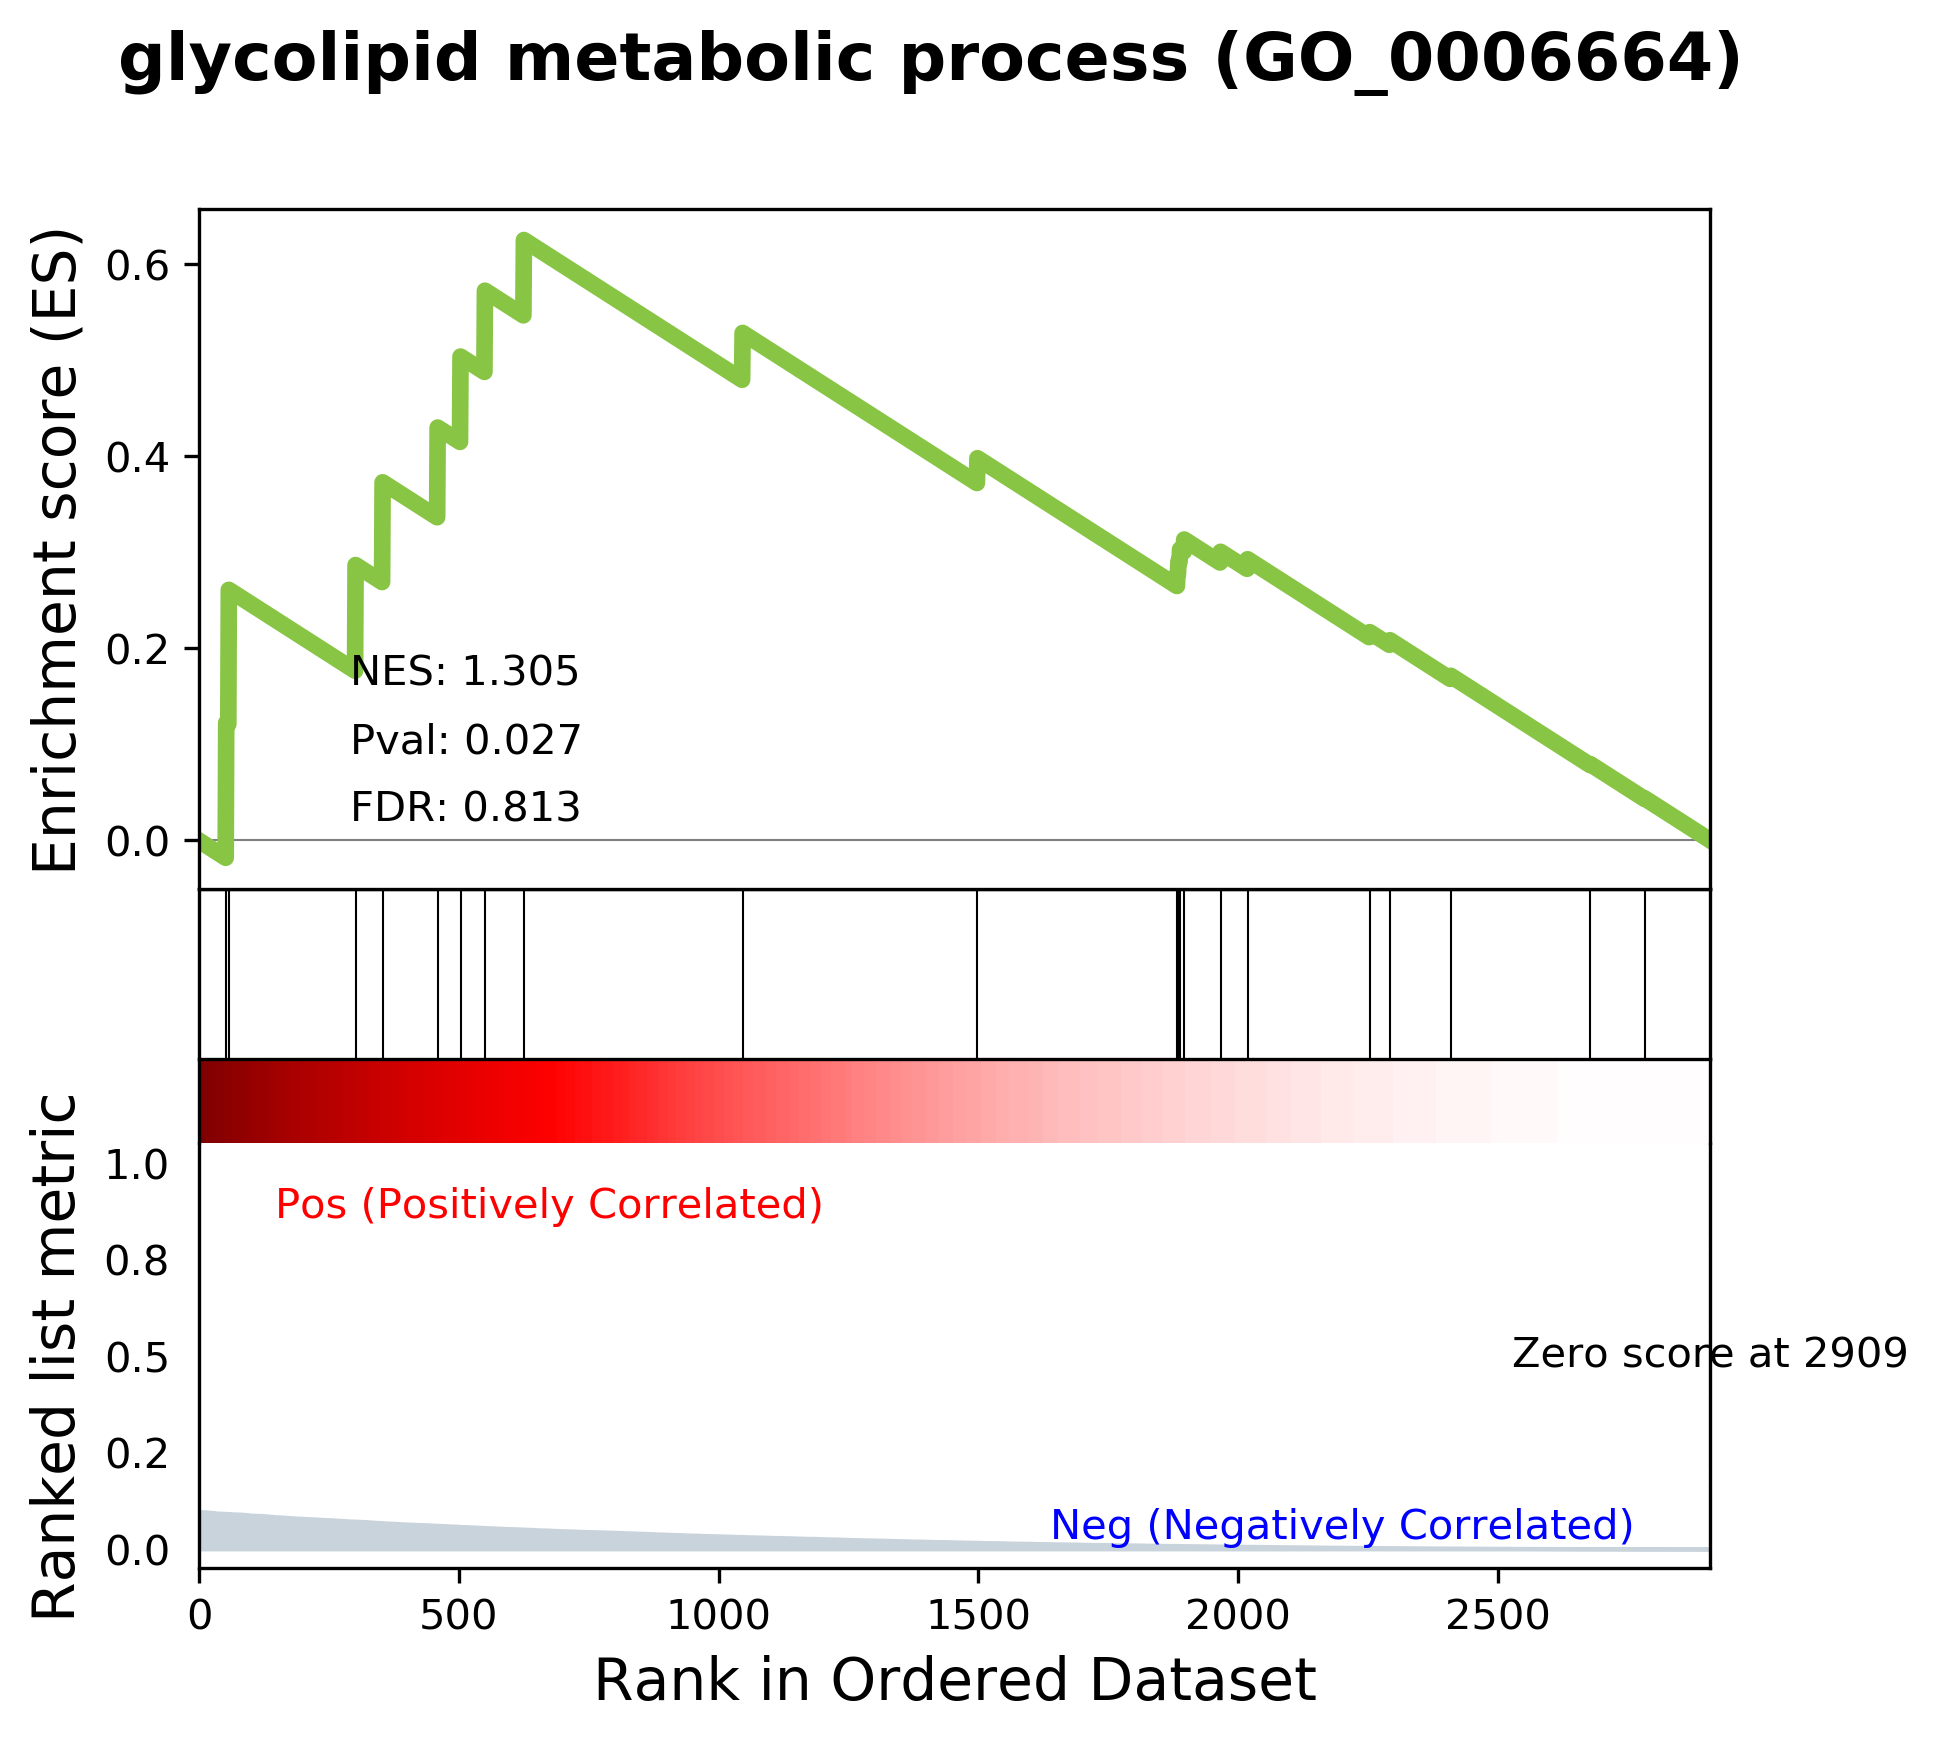 glycolipid metabolic process (GO_0006664)
Enrichment score (ES)
0.6
0.4
0.2
0.0
NES: 1.305
Pval: 0.027
FDR: 0.813
Ranked list metric
1.0
0.8
0.5
0.2
0.0
Pos (Positively Correlated)
Zero score at 2909
Neg (Negatively Correlated)
0 500 1000 1500 2000 2500
Rank in Ordered Dataset